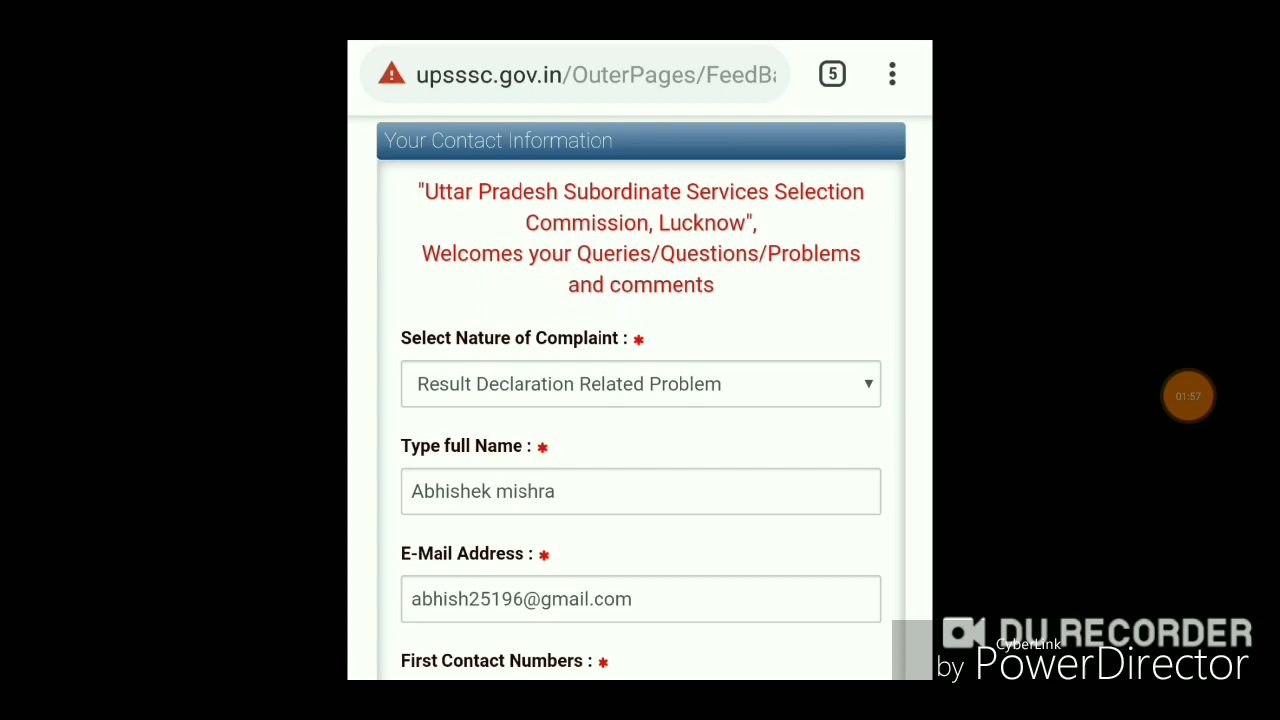 upsssc.gov.in/OuterPages/FeedBa
5
Your Contact Information
"Uttar Pradesh Subordinate Services Selection
Commission, Lucknow",
Welcomes your Queries/Questions/Problems
and comments
Select Nature of Complaint : *
Result Declaration Related Problem
Type full Name : *
Abhishek mishra
E-Mail Address : *
abhish25196@gmail.com
First Contact Numbers : *
01:57
DU RECORDER
CyberLink
by PowerDirector